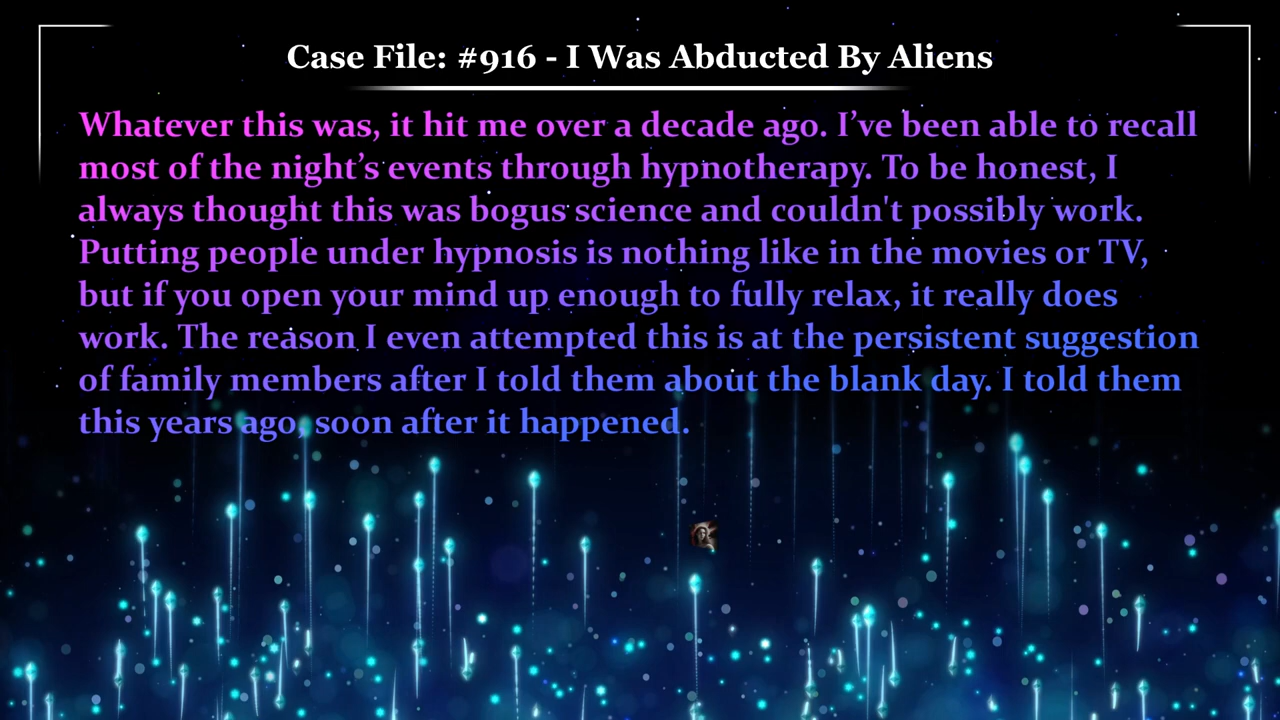 Case File: #916 - I Was Abducted By Aliens
Whatever this was, it hit me over a decade ago. I’ve been able to recall
most of the night’s events through hypnotherapy. To be honest, I
always thought this was bogus science and couldn't possibly work.
Putting people under hypnosis is nothing like in the movies or TV,
but if you open your mind up enough to fully relax, it really does
work. The reason I even attempted this is at the persistent suggestion
of family members after I told them about the blank day. I told them
this years ago, soon after it happened.